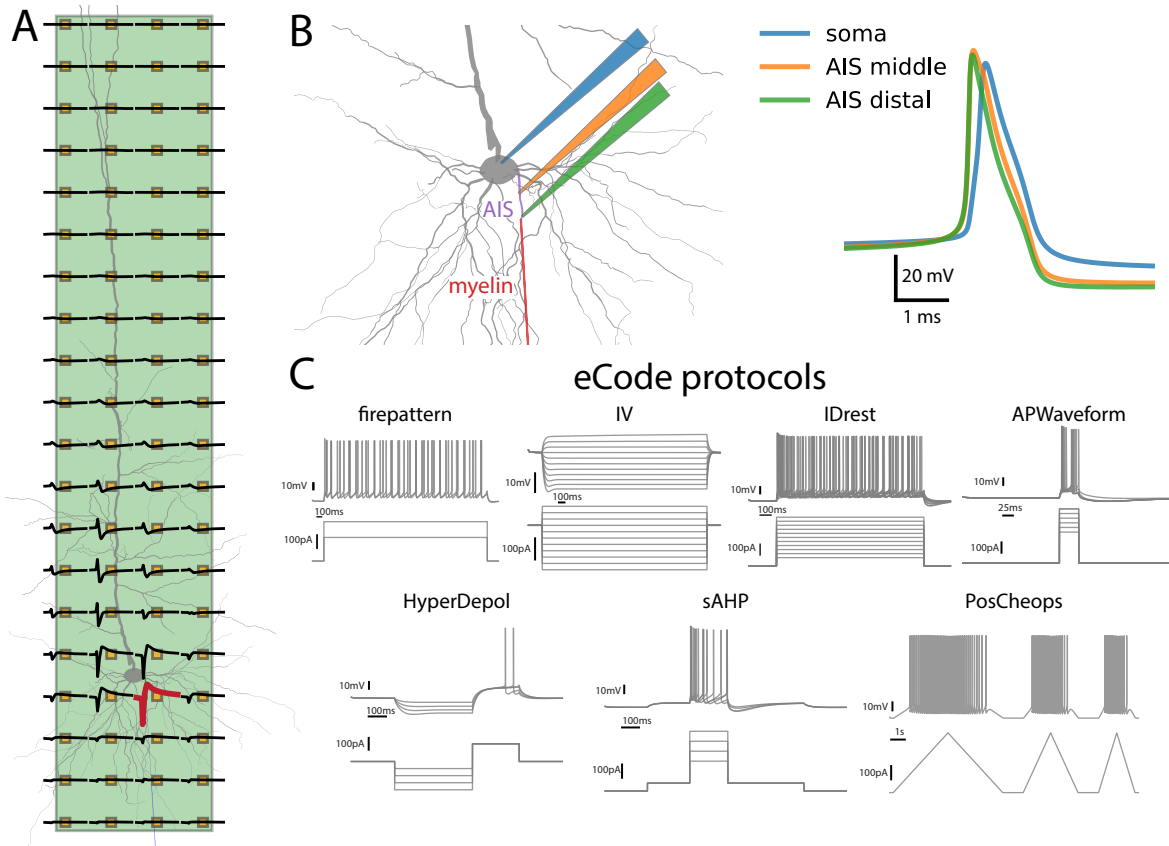 A
B
soma
AIS middle
AIS distal
AIS
myelin
20 mV
1 ms
C
eCode protocols
firepattern
10mV
100ms
100pA
IV
10mV
100ms
100pA
IDrest
10mV
100ms
100pA
APWaveform
10mV
25ms
100pA
HyperDepol
10mV
100ms
100pA
sAHP
10mV
100ms
100pA
PosCheops
10mV
1s
100pA